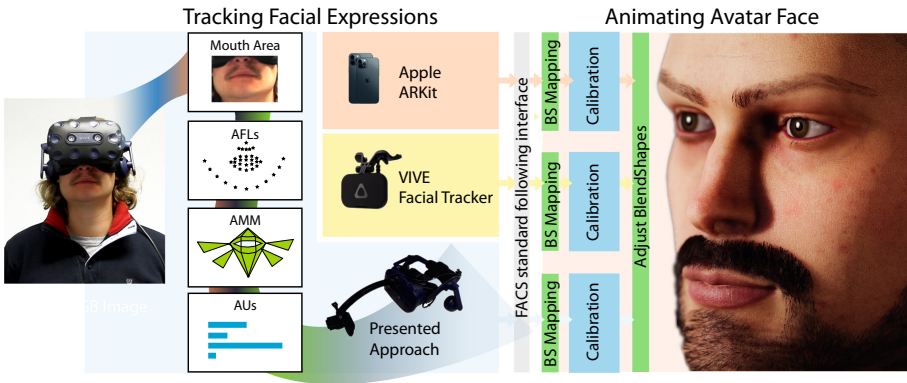 Tracking Facial Expressions
Animating Avatar Face
Mouth Area
AFLs
AMM
AUs
Image
Apple
ARKit
VIVE
Facial Tracker
Presented
Approach
FACS standard following interface
BS Mapping
Calibration
BS Mapping
Calibration
BS Mapping
Calibration
Adjust BlendShapes